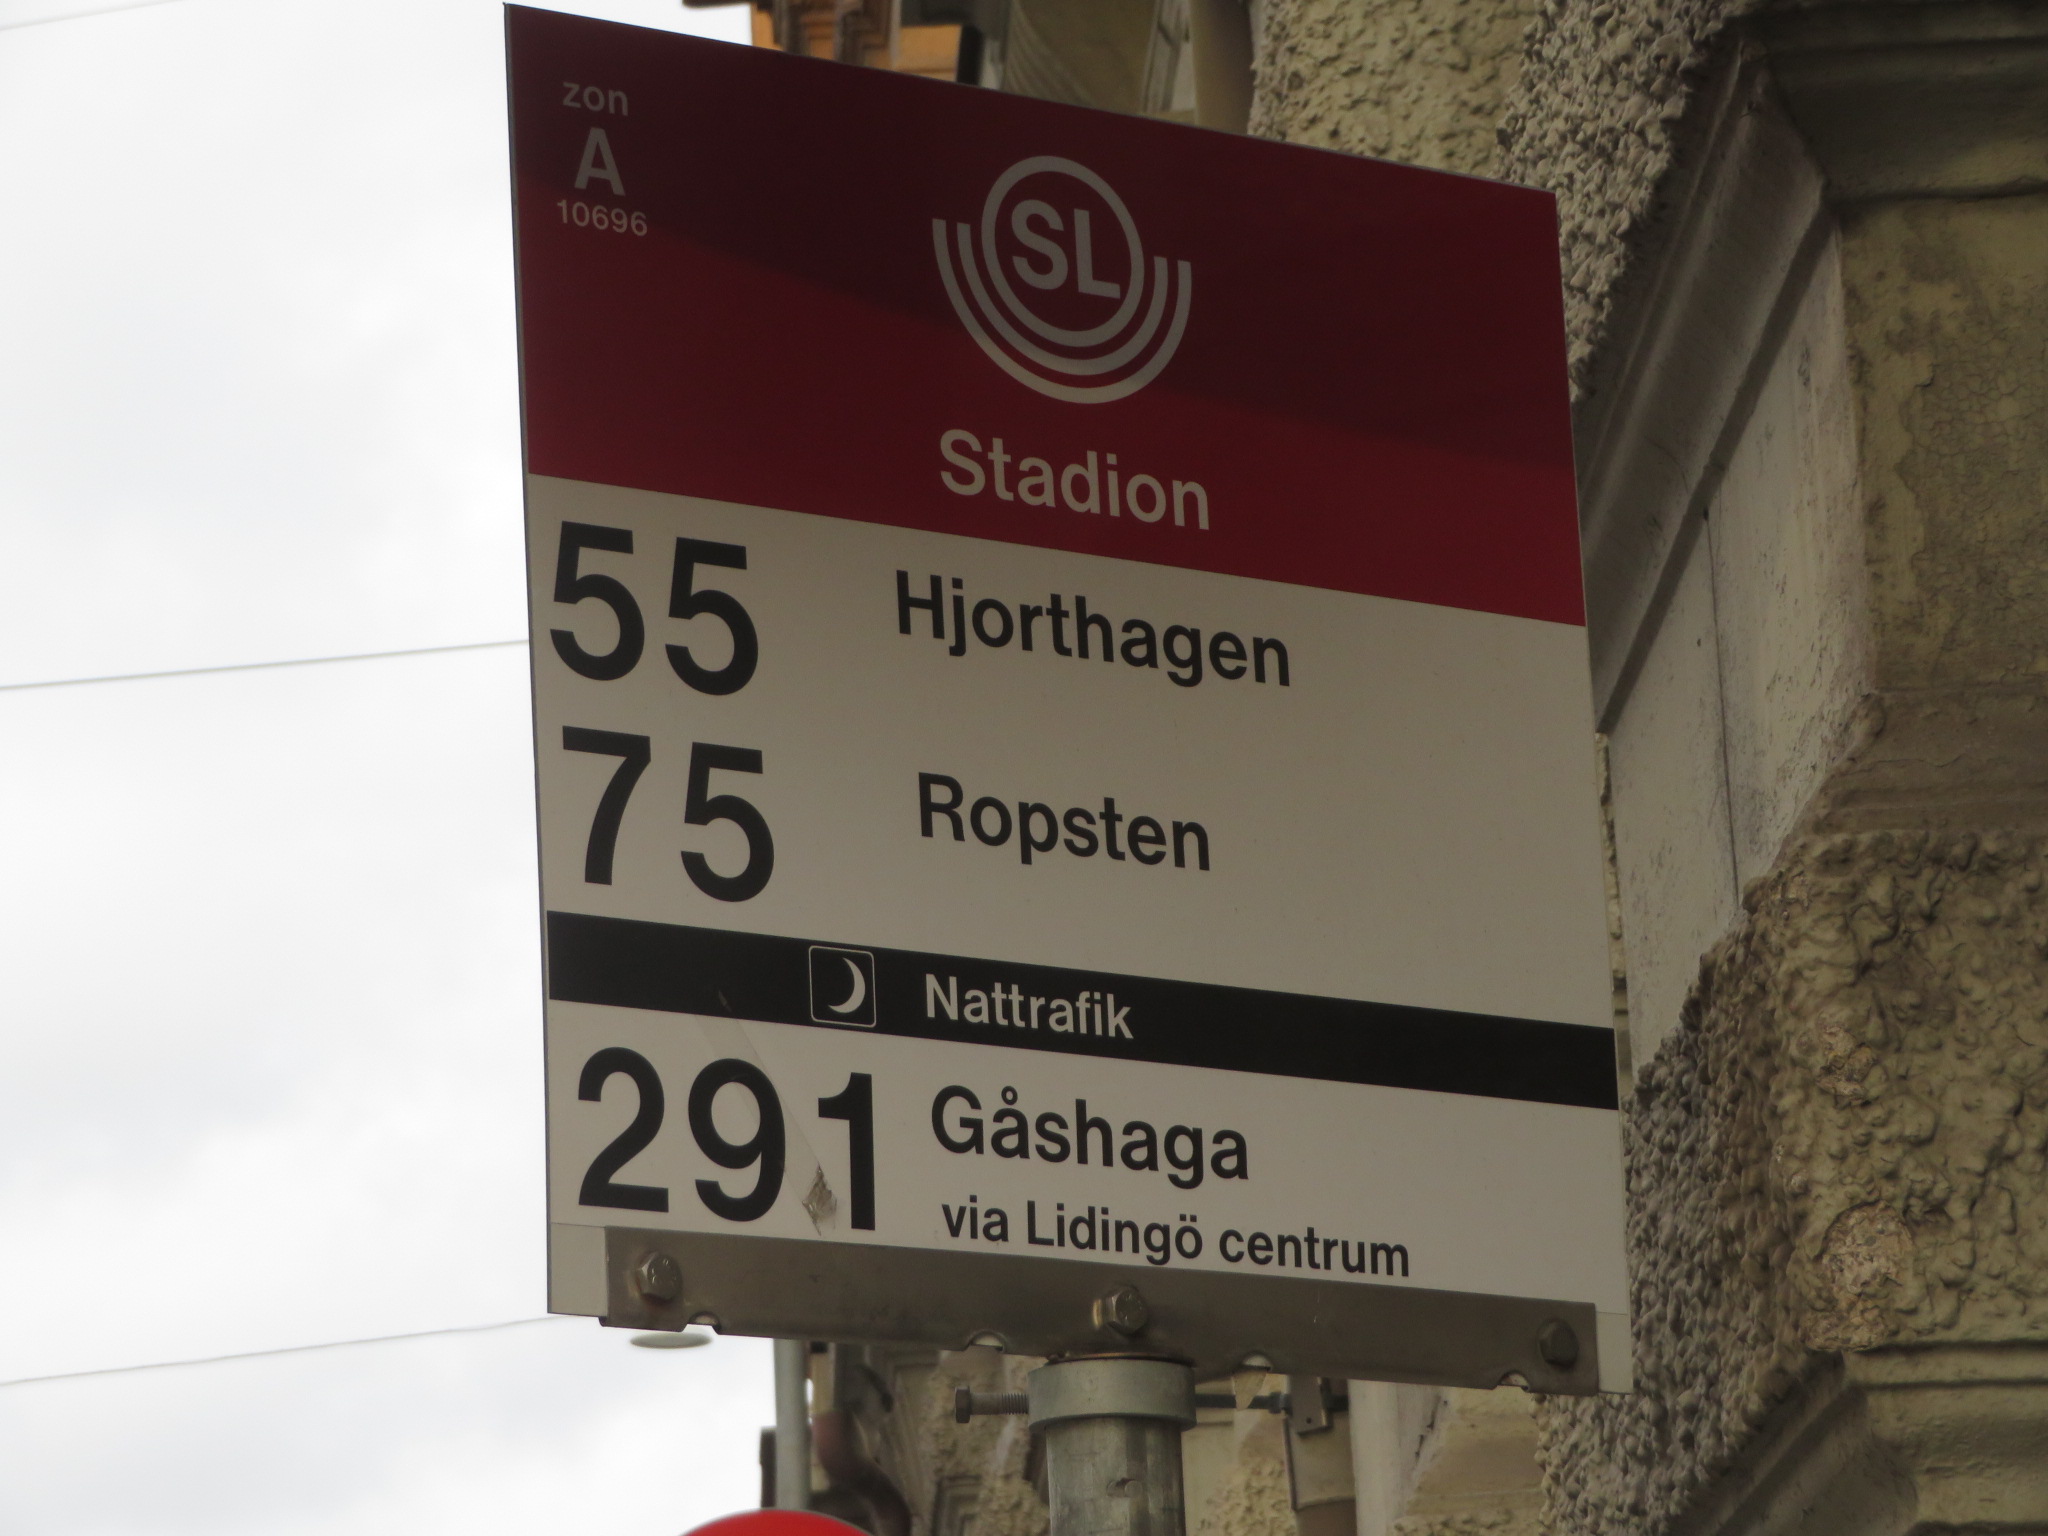 zon
A
10696
SL
Stadion
55 Hjorthagen
75 Ropsten
Nattrafik
291 Gåshaga
via Lidingö centrum